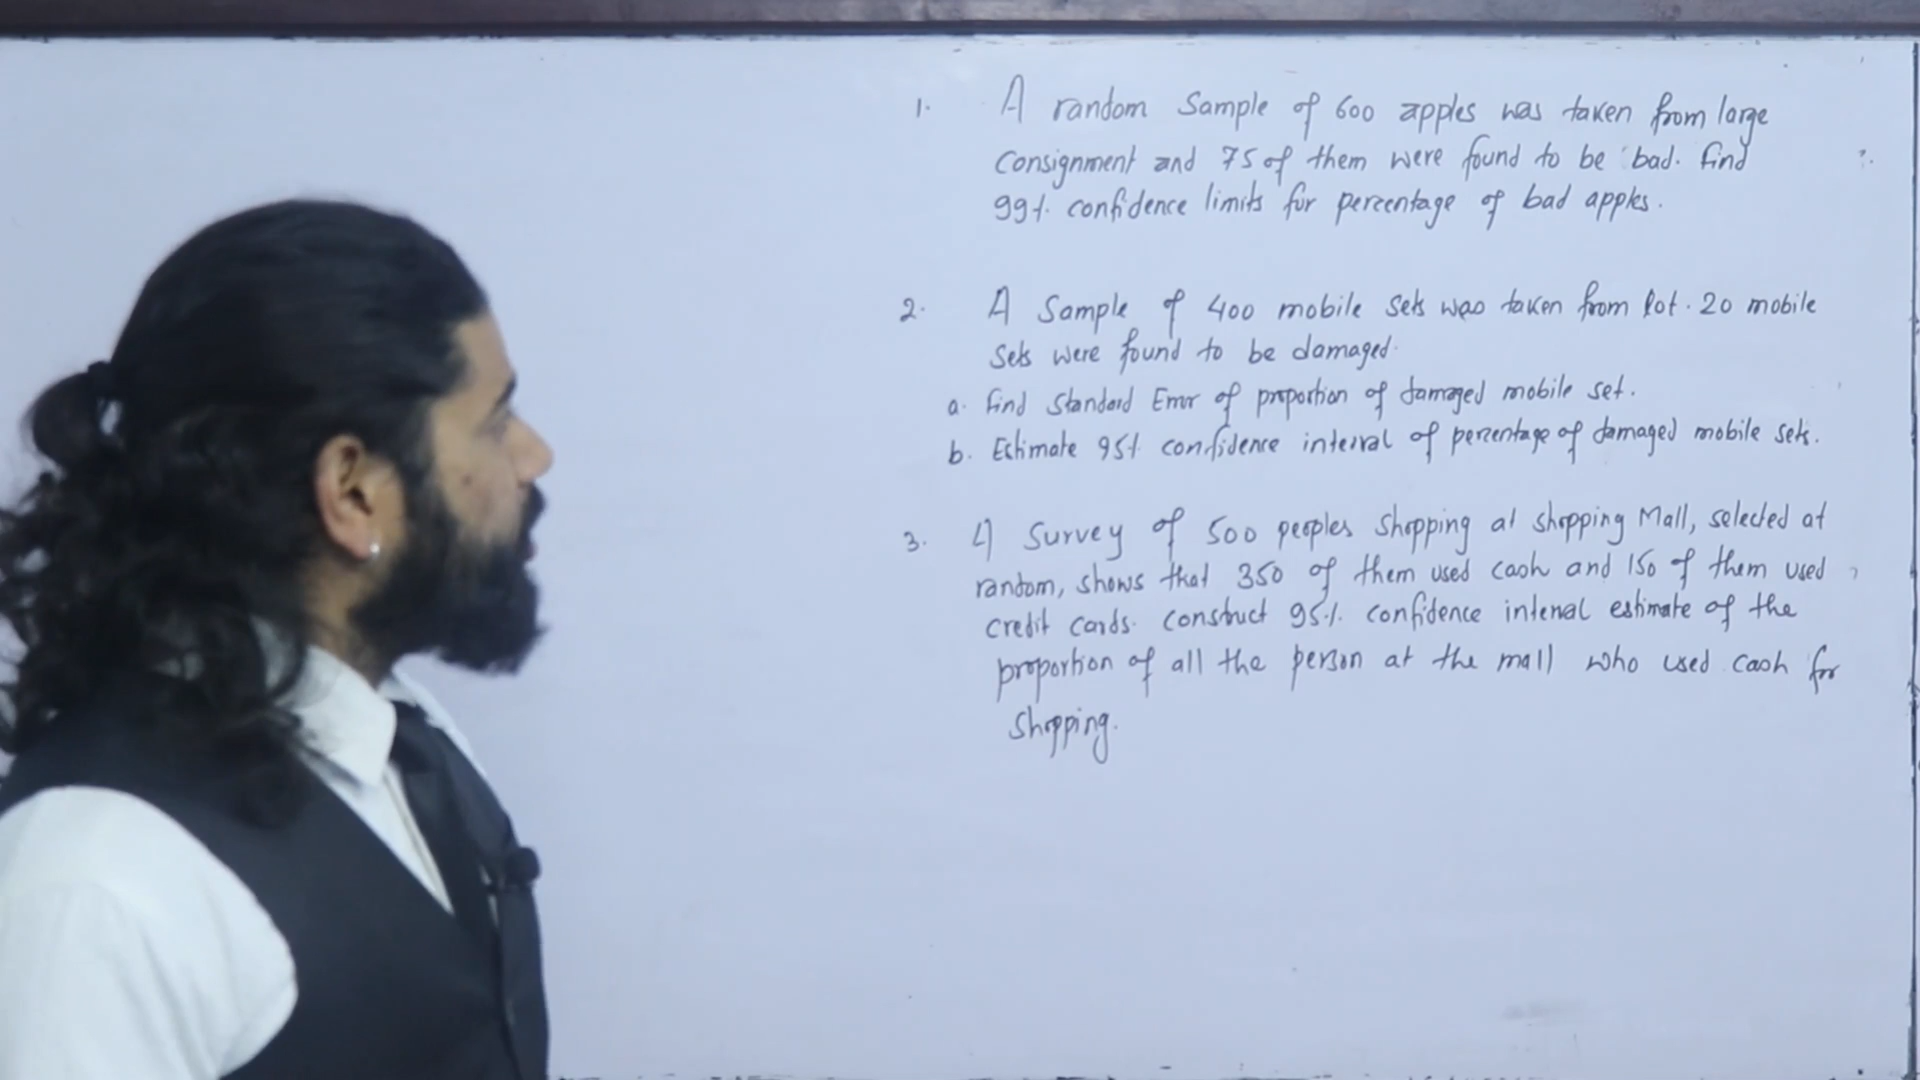 1. A random Sample of 600 apples was taken from large
Consignment and 75 of them were found to be bad. find
99% confidence limits for percentage of bad apples.
2. A Sample of 400 mobile sets was taken from lot. 20 mobile
Sets were found to be damaged.
a. find Standard Error of proportion of damaged mobile set.
b. Estimate 95% confidence interval of percentage of damaged mobile sets.
3. A Survey of 500 peoples Shopping at shopping Mall, selected at
random, shows that 350 of them used cash and 150 of them used
credit cards. construct 95% confidence interval estimate of the
proportion of all the person at the mall who used cash for
Shopping.